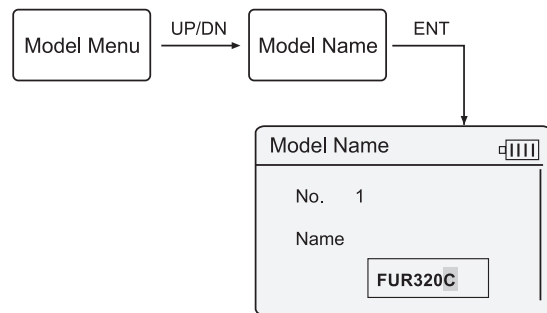 Model Menu
UP/DN
Model Name
ENT
Model Name
No. 1
Name
FUR320C